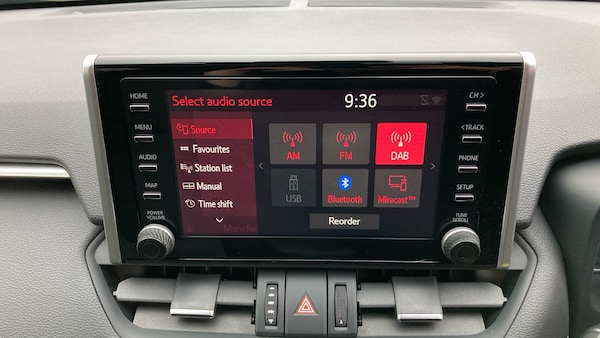 HOME
MENU
AUDIO
MAP
POWER
VOLUME
Select audio source
9:36
Source
Favourites
Station list
Manual
Time shift
AM
FM
DAB
USB
Bluetooth
Miracast™
Reorder
CH >
< TRACK
PHONE
SETUP
TUNE
SCROLL